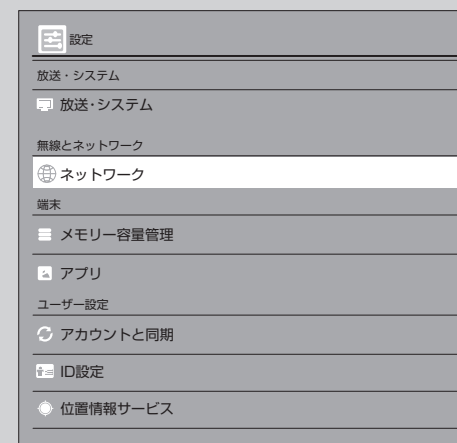 設定
放送・システム
放送・システム
無線とネットワーク
ネットワーク
端末
メモリー容量管理
アプリ
ユーザー設定
アカウントと同期
ID設定
位置情報サービス